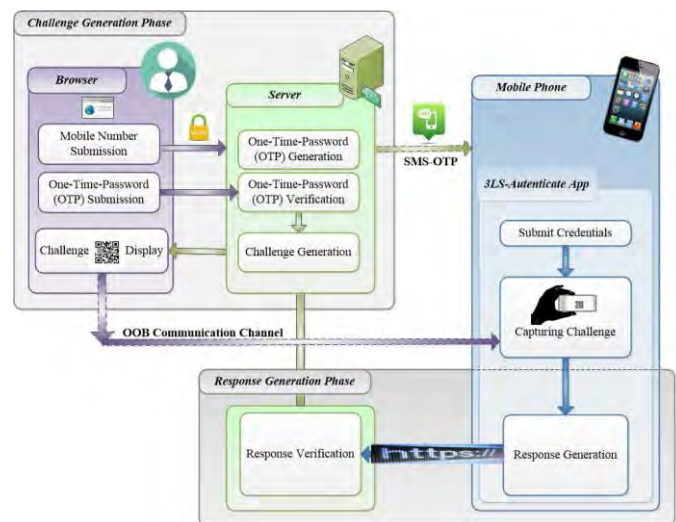 Challenge Generation Phase
Browser
Mobile Number
Submission
One-Time-Password
(OTP) Submission
Challenge Display
Server
One-Time-Password
(OTP) Generation
One-Time-Password
(OTP) Verification
Challenge Generation
SMS-OTP
Mobile Phone
3LS-Autenticate App
Submit Credentials
Capturing Challenge
OOB Communication Channel
Response Generation Phase
Response Verification
https://
Response Generation